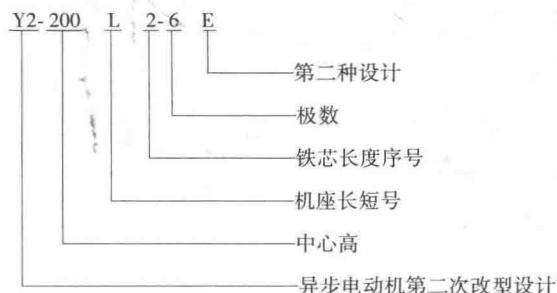 Y2-200 L 2-6 E
第二种设计
极数
铁芯长度序号
机座长短号
中心高
异步电动机第二次改型设计